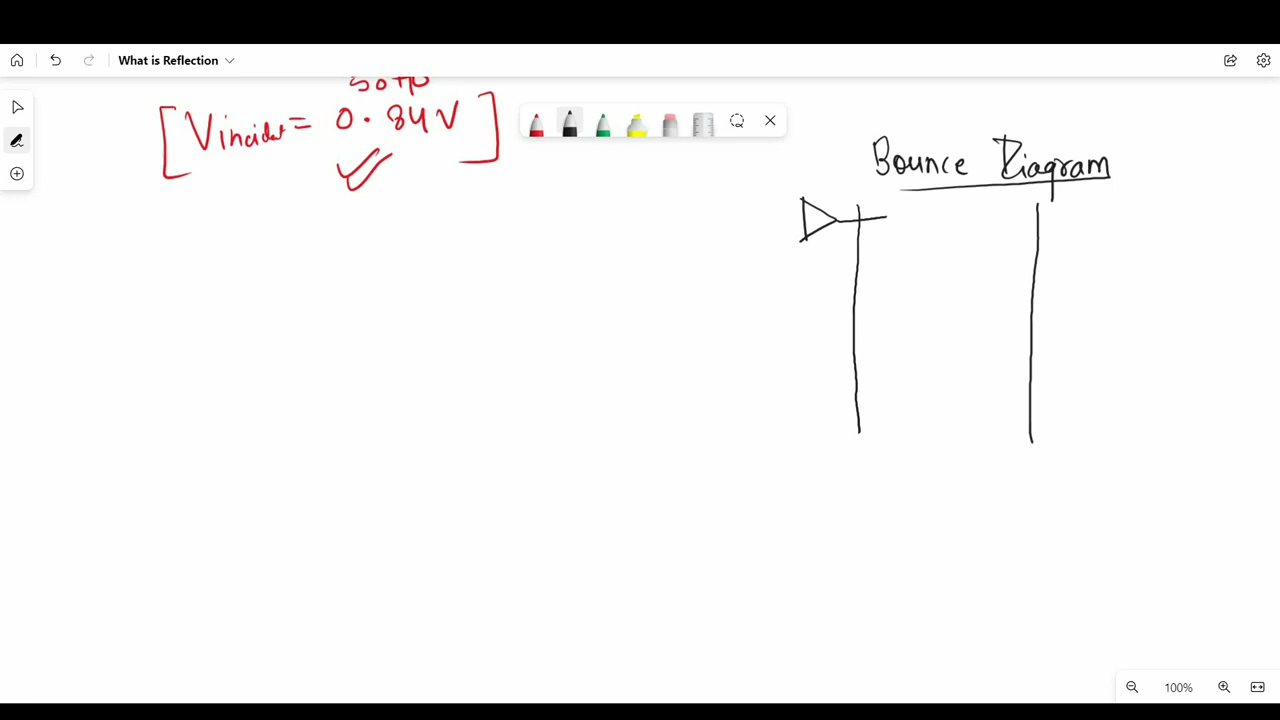 What is Reflection
[Vincident = 0.84V]
Bounce Diagram
100%